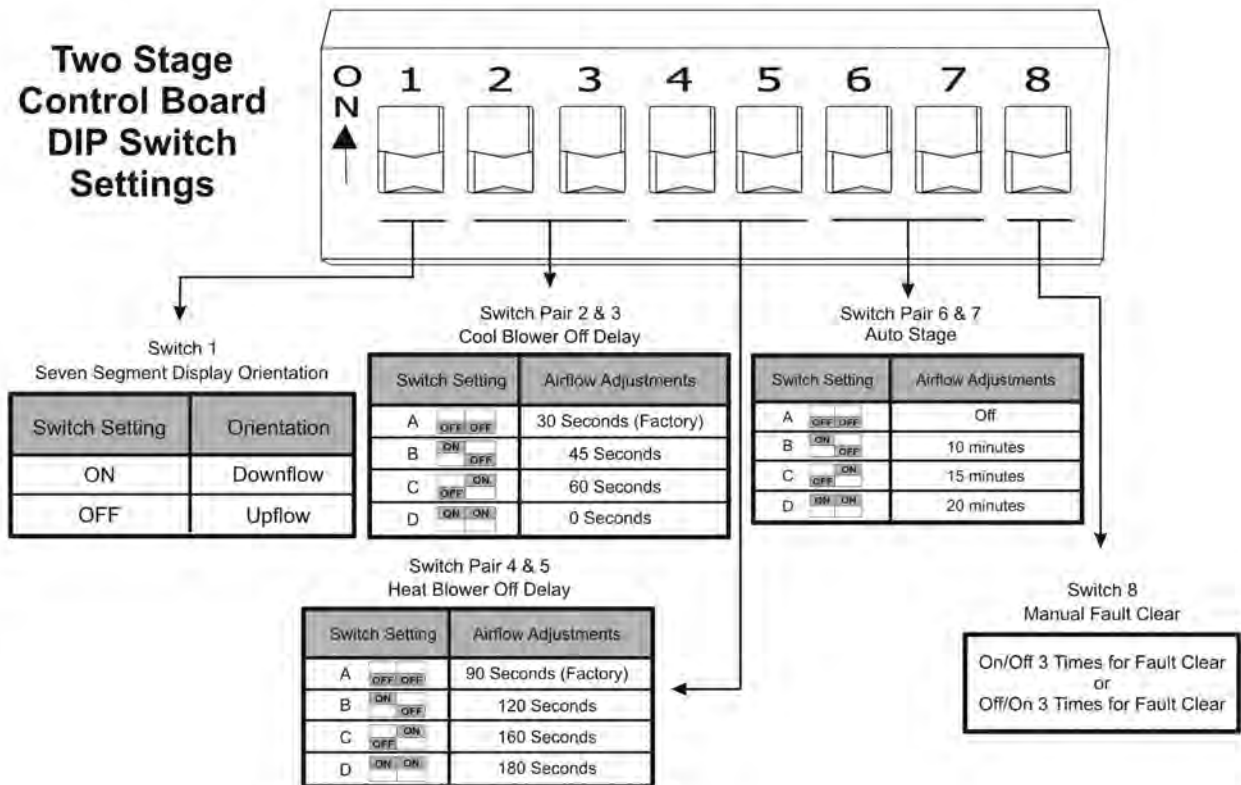 Two Stage
Control Board
DIP Switch
Settings
ON
1 2 3 4 5 6 7 8
Switch 1
Seven Segment Display Orientation
Switch Setting Orientation
ON Downflow
OFF Upflow
Switch Pair 2 & 3
Cool Blower Off Delay
Switch Setting Airflow Adjustments
A OFF OFF 30 Seconds (Factory)
B ON OFF 45 Seconds
C OFF ON 60 Seconds
D ON ON 0 Seconds
Switch Pair 6 & 7
Auto Stage
Switch Setting Airflow Adjustments
A OFF OFF Off
B ON OFF 10 minutes
C OFF ON 15 minutes
D ON ON 20 minutes
Switch Pair 4 & 5
Heat Blower Off Delay
Switch Setting Airflow Adjustments
A OFF OFF 90 Seconds (Factory)
B ON OFF 120 Seconds
C OFF ON 160 Seconds
D ON ON 180 Seconds
Switch 8
Manual Fault Clear
On/Off 3 Times for Fault Clear
or
Off/On 3 Times for Fault Clear